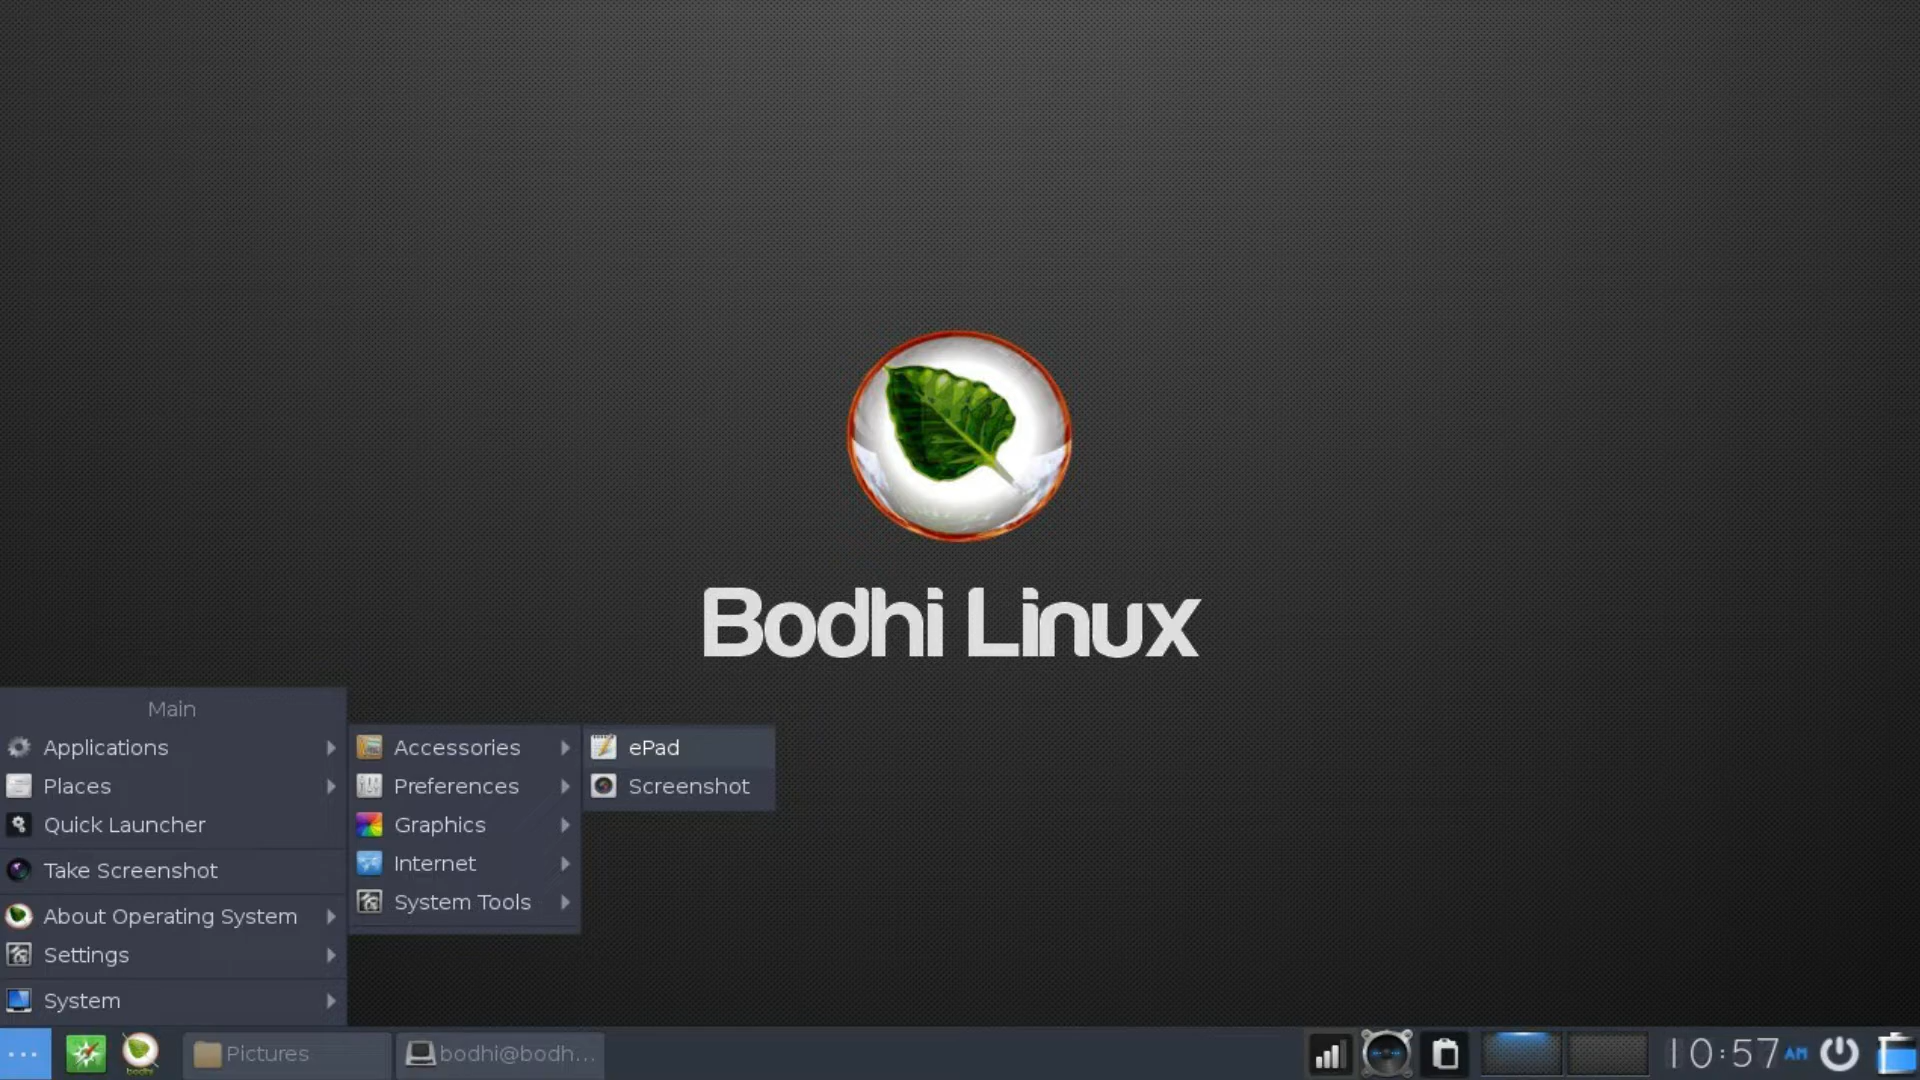 Bodhi Linux
Main
Applications
Places
Quick Launcher
Take Screenshot
About Operating System
Settings
System
Accessories
Preferences
Graphics
Internet
System Tools
ePad
Screenshot
bodhi
Pictures
bodhi@bodh...
10:57 AM